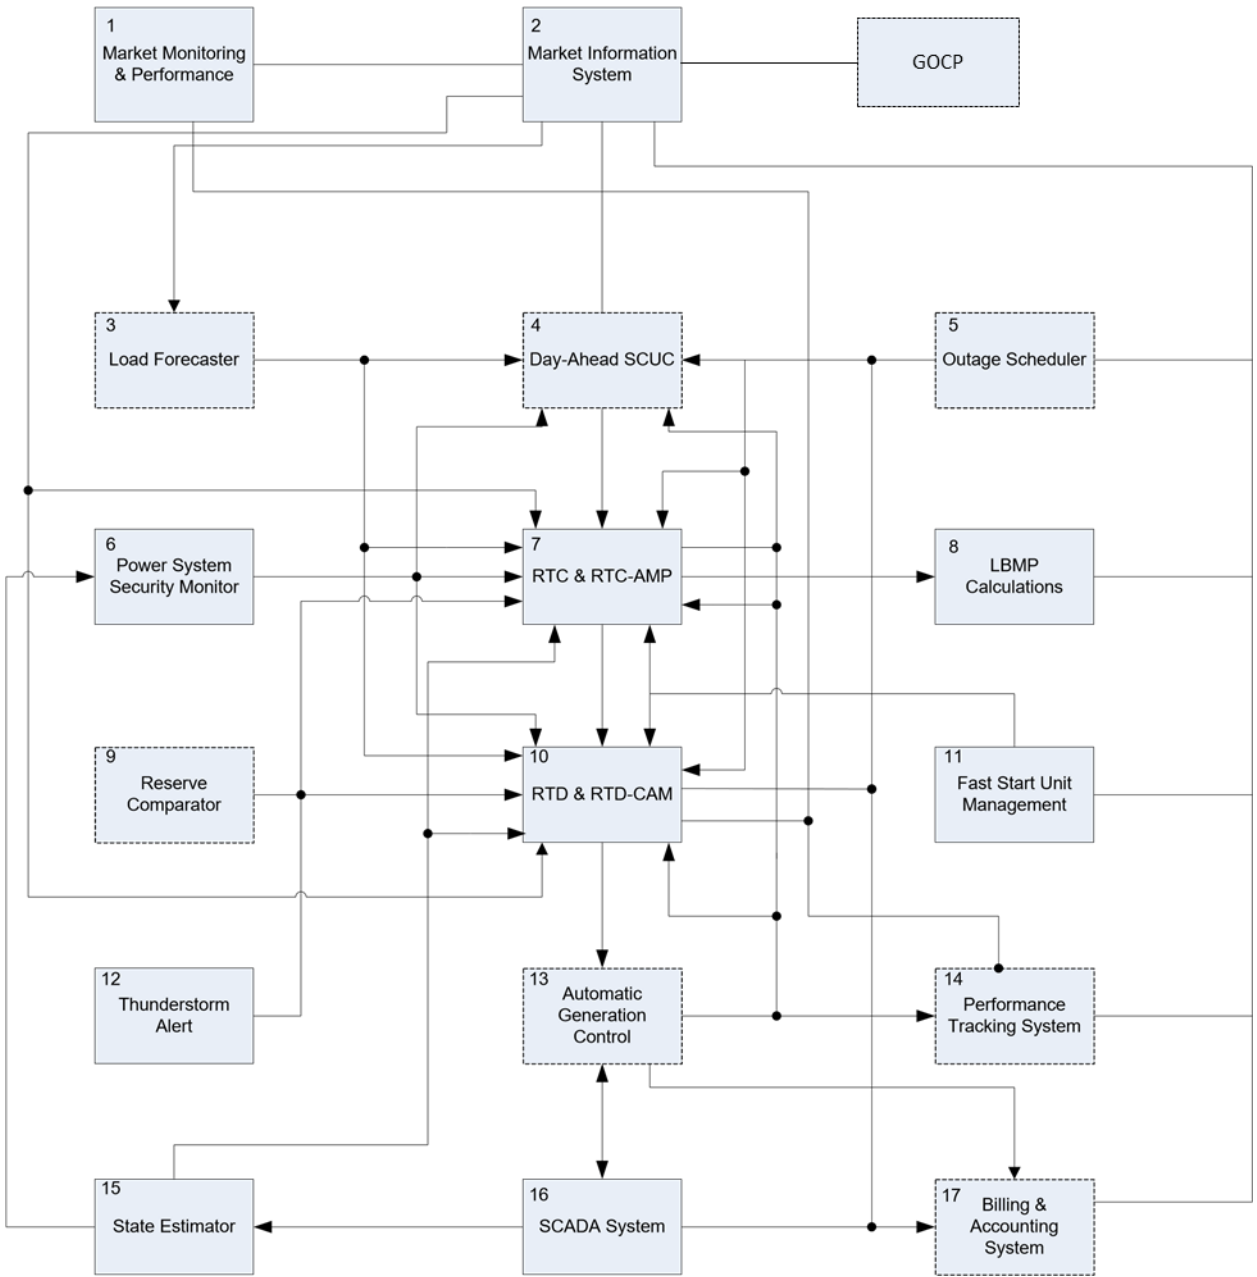 1
Market Monitoring
& Performance
2
Market Information
System
GOCP
3
Load Forecaster
4
Day-Ahead SCUC
5
Outage Scheduler
6
Power System
Security Monitor
7
RTC & RTC-AMP
8
LBMP
Calculations
9
Reserve
Comparator
10
RTD & RTD-CAM
11
Fast Start Unit
Management
12
Thunderstorm
Alert
13
Automatic
Generation
Control
14
Performance
Tracking System
15
State Estimator
16
SCADA System
17
Billing &
Accounting
System